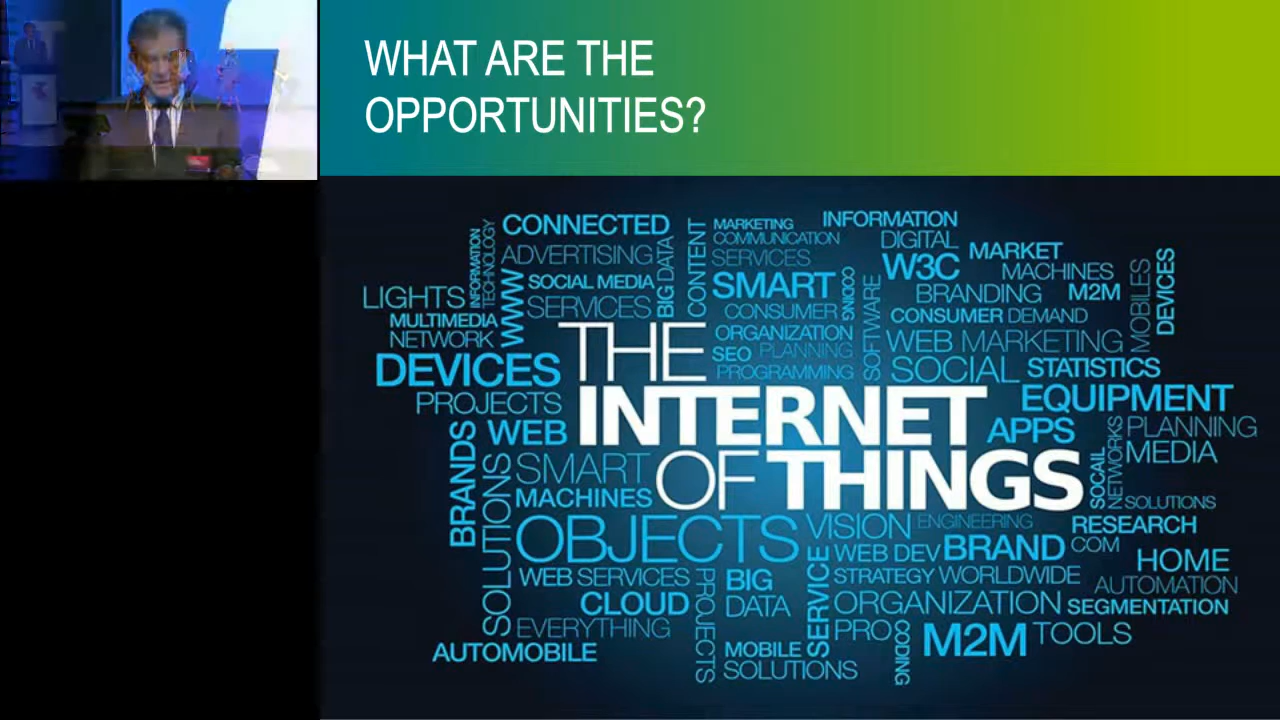 WHAT ARE THE
OPPORTUNITIES?
CONNECTED
MARKETING
INFORMATION
COMMUNICATION
DIGITAL
INFORMATION
TECHNOLOGY
ADVERTISING
BIG DATA
CONTENT
SERVICES
W3C
MARKET
MACHINES
MOBILES
DEVICES
LIGHTS
WWW
SOCIAL MEDIA
SMART
CODING
SOFTWARE
BRANDING
M2M
SERVICES
CONSUMER
CONSUMER DEMAND
MULTIMEDIA
NETWORK
THE
ORGANIZATION
WEB MARKETING
SEO PLANNING
PROGRAMMING
SOCIAL
STATISTICS
DEVICES
PROJECTS
INTERNET
EQUIPMENT
BRANDS
WEB
APPS
SOCAIL
NETWORKS
PLANNING
MEDIA
SOLUTIONS
SMART
OF THINGS
MACHINES
SOLUTIONS
OBJECTS
VISION
ENGINEERING
RESEARCH
WEB DEV
BRAND
COM
HOME
WEB SERVICES
PROJECTS
BIG
DATA
SERVICE
STRATEGY
WORLDWIDE
AUTOMATION
CLOUD
ORGANIZATION
SEGMENTATION
EVERYTHING
PRO
CODING
M2M
TOOLS
AUTOMOBILE
MOBILE
SOLUTIONS